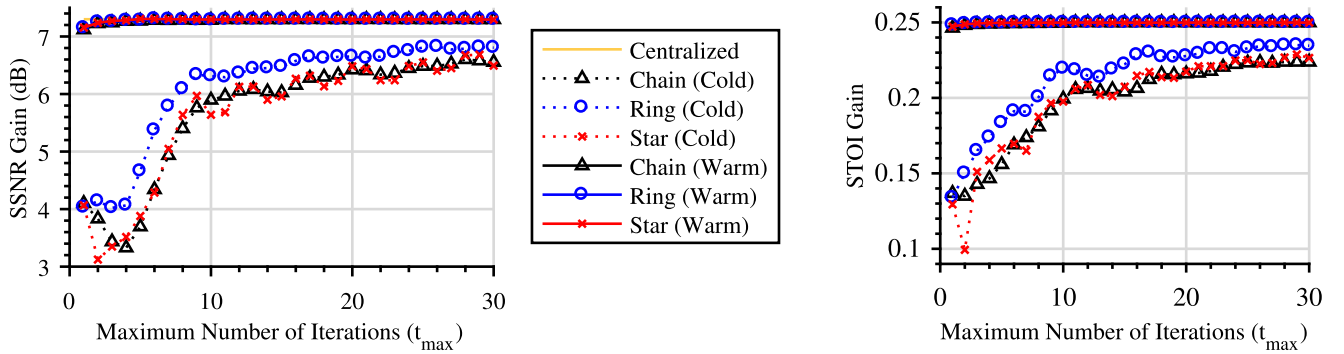 SSNR Gain (dB)
7
6
5
4
3
0
10
20
30
Maximum Number of Iterations (t_max)
Centralized
Chain (Cold)
Ring (Cold)
Star (Cold)
Chain (Warm)
Ring (Warm)
Star (Warm)
STOI Gain
0.25
0.2
0.15
0.1
0
10
20
30
Maximum Number of Iterations (t_max)